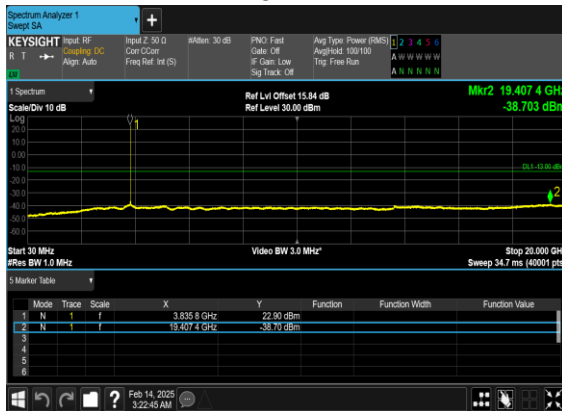 Spectrum Analyzer 1
Swept SA
KEYSIGHT Input: RF Input Z: 50 Ω #Atten: 30 dB PNO: Fast Avg Type: Power (RMS) 1 2 3 4 5 6
R T Coupling: DC Corr CCorr Gate: Off Avg|Hold: 100/100 A W W W W W
Align: Auto Freq Ref: Int (S) IF Gain: Low Trig: Free Run A N N N N N
Sig Track: Off
1 Spectrum Ref Lvl Offset 15.84 dB Mkr2 19.407 4 GHz
Scale/Div 10 dB Ref Level 30.00 dBm -38.703 dBm
Log
20.0
10.0
0.00
-10.0
DL1 -13.00 dBm
-20.0
-30.0
-40.0
-50.0
-60.0
1
2
Start 30 MHz Video BW 3.0 MHz* Stop 20.000 GHz
#Res BW 1.0 MHz Sweep 34.7 ms (40001 pts)
5 Marker Table
Mode Trace Scale X Y Function Function Width Function Value
1 N 1 f 3.835 8 GHz 22.90 dBm
2 N 1 f 19.407 4 GHz -38.70 dBm
3
4
5
6
? Feb 14, 2025
3:22:45 AM